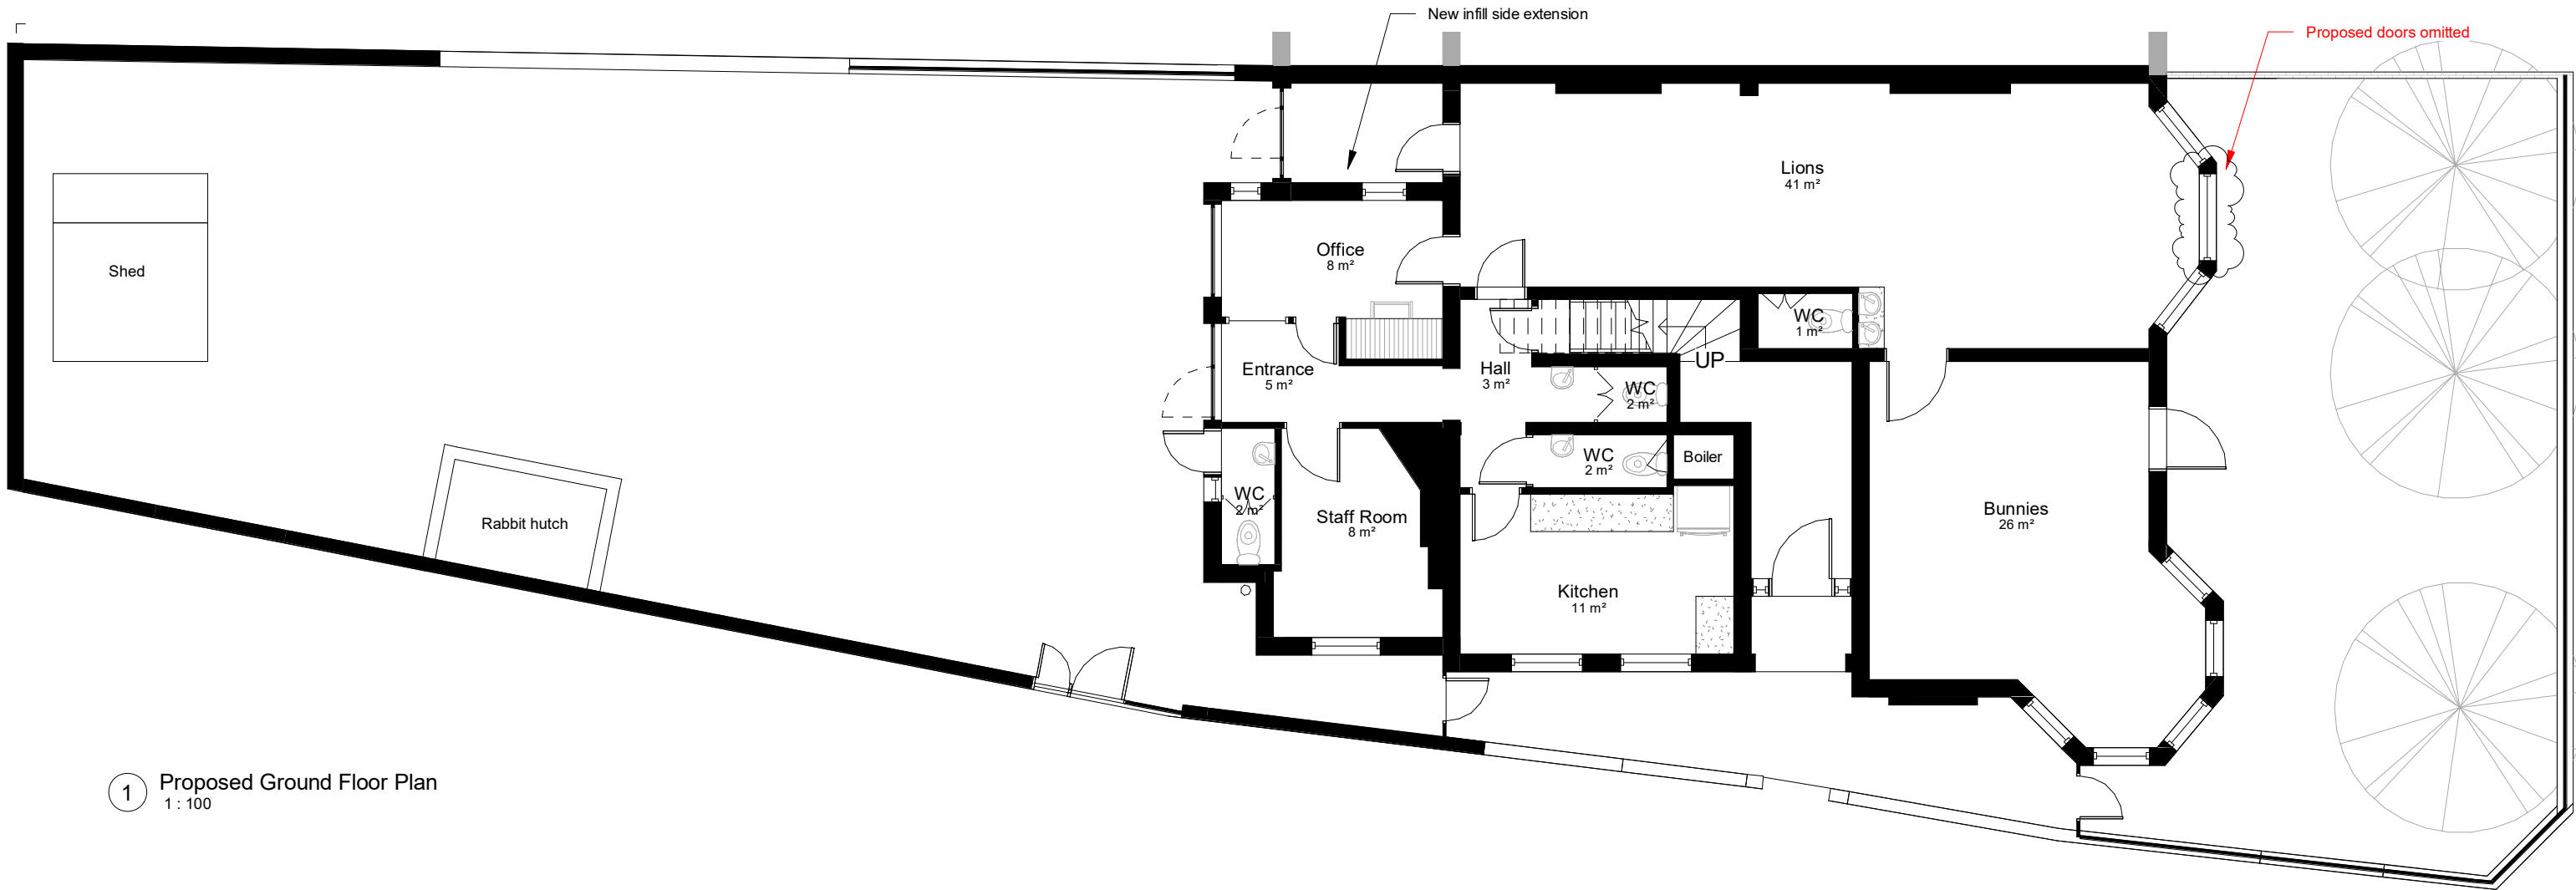 New infill side extension
Proposed doors omitted
Lions
41 m²
Shed
Office
8 m²
WC
1 m²
UP
Entrance
5 m²
Hall
3 m²
WC
2 m²
WC
2 m²
Boiler
WC
2 m²
Staff Room
8 m²
Rabbit hutch
Bunnies
26 m²
Kitchen
11 m²
1
Proposed Ground Floor Plan
1 : 100